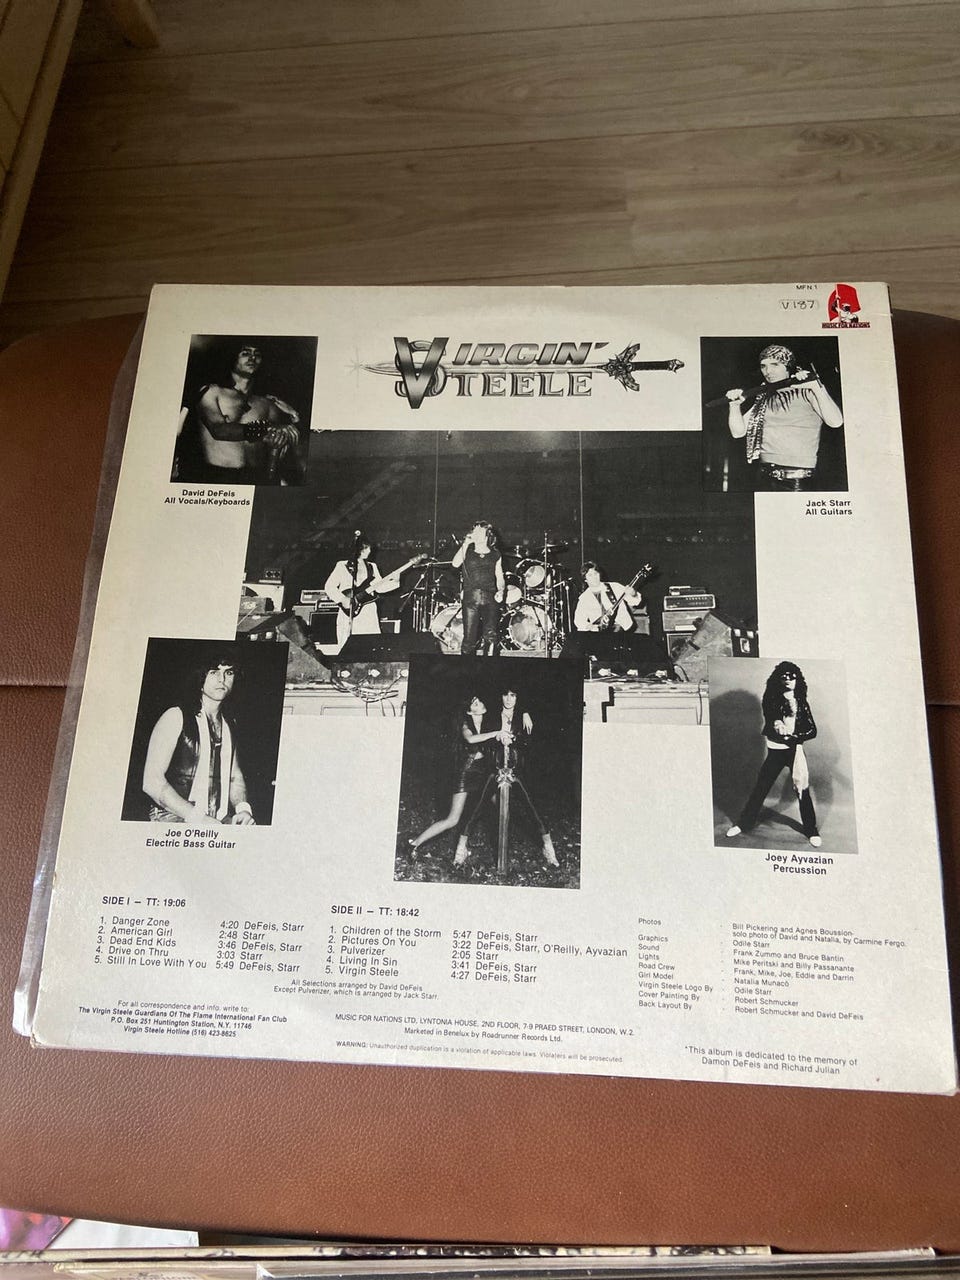 MFN 1
V 187
MUSIC FOR NATIONS
VIRGIN
STEELE
David DeFeis
All Vocals/Keyboards
Jack Starr
All Guitars
Joe O'Reilly
Electric Bass Guitar
Joey Ayvazian
Percussion
SIDE I – TT: 19:06
1. Danger Zone 4:20 DeFeis, Starr
2. American Girl 2:48 Starr
3. Dead End Kids 3:46 DeFeis, Starr
4. Drive on Thru 3:03 Starr
5. Still In Love With You 5:49 DeFeis, Starr
SIDE II – TT: 18:42
1. Children of the Storm 5:47 DeFeis, Starr
2. Pictures On You 3:22 DeFeis, Starr, O'Reilly, Ayvazian
3. Pulverizer 2:05 Starr
4. Living In Sin 3:41 DeFeis, Starr
5. Virgin Steele 4:27 DeFeis, Starr
All Selections arranged by David DeFeis
Except Pulverizer, which is arranged by Jack Starr.
Photos : Bill Pickering and Agnes Boussion-
solo photo of David and Natalia, by Carmine Fergo.
Graphics : Odile Starr
Sound : Frank Zummo and Bruce Bantin
Lights : Mike Peritski and Billy Passanante
Road Crew : Frank, Mike, Joe, Eddie and Darrin
Girl Model : Natalia Munacò
Virgin Steele Logo By : Odile Starr
Cover Painting By : Robert Schmucker
Back Layout By : Robert Schmucker and David DeFeis
For all correspondence and info. write to:
The Virgin Steele Guardians Of The Flame International Fan Club
P.O. Box 251 Huntington Station, N.Y. 11746
Virgin Steele Hotline (516) 423-8625
MUSIC FOR NATIONS LTD, LYNTONIA HOUSE, 2ND FLOOR, 7-9 PRAED STREET, LONDON, W.2.
Marketed in Benelux by Roadrunner Records Ltd.
WARNING: Unauthorized duplication is a violation of applicable laws. Violaters will be prosecuted.
*This album is dedicated to the memory of
Damon DeFeis and Richard Julian